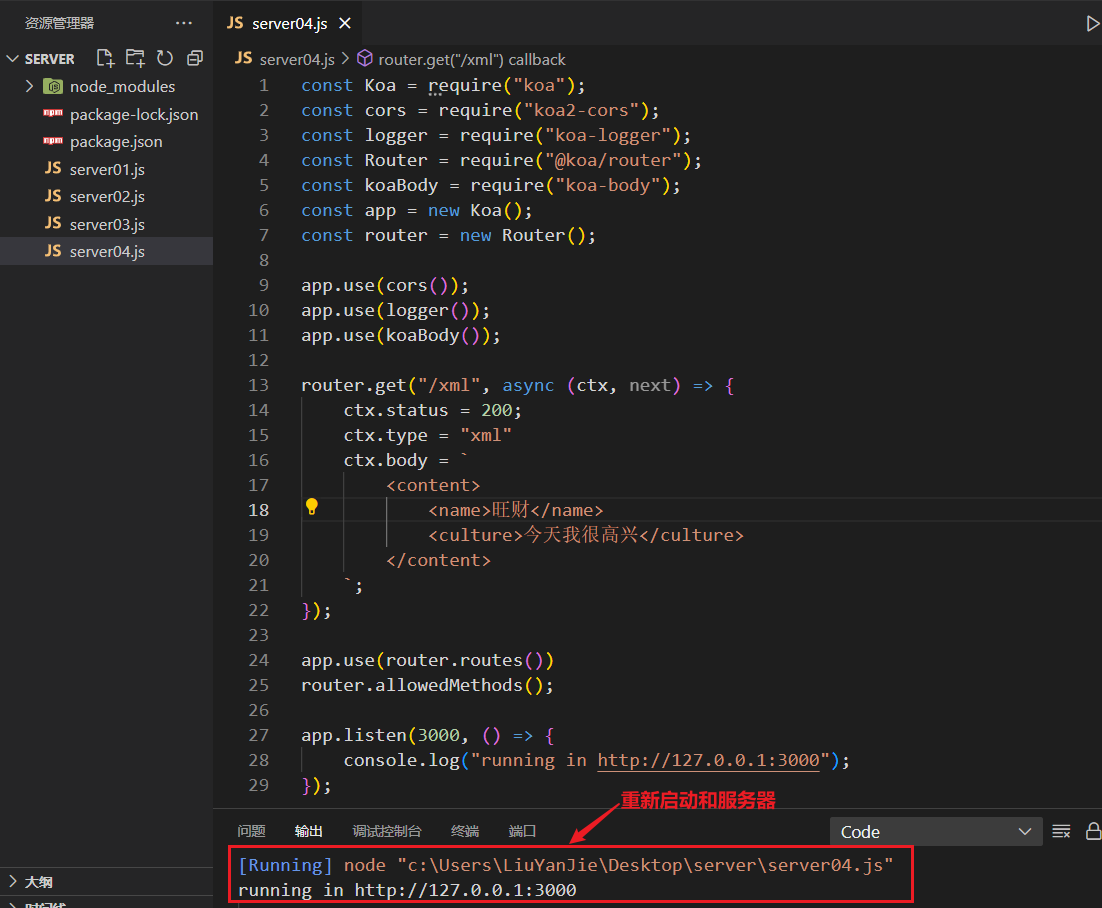 资源管理器 ···
JS server04.js ×
SERVER
node_modules
npm package-lock.json
npm package.json
JS server01.js
JS server02.js
JS server03.js
JS server04.js
大纲
JS server04.js > router.get("/xml") callback
1 const Koa = require("koa");
2 const cors = require("koa2-cors");
3 const logger = require("koa-logger");
4 const Router = require("@koa/router");
5 const koaBody = require("koa-body");
6 const app = new Koa();
7 const router = new Router();
8
9 app.use(cors());
10 app.use(logger());
11 app.use(koaBody());
12
13 router.get("/xml", async (ctx, next) => {
14     ctx.status = 200;
15     ctx.type = "xml"
16     ctx.body = `
17         <content>
18             <name>旺财</name>
19             <culture>今天我很高兴</culture>
20         </content>
21     `;
22 });
23
24 app.use(router.routes())
25 router.allowedMethods();
26
27 app.listen(3000, () => {
28     console.log("running in http://127.0.0.1:3000");
29 });
重新启动和服务器
问题 输出 调试控制台 终端 端口 Code
[Running] node "c:\Users\LiuYanJie\Desktop\server\server04.js"
running in http://127.0.0.1:3000